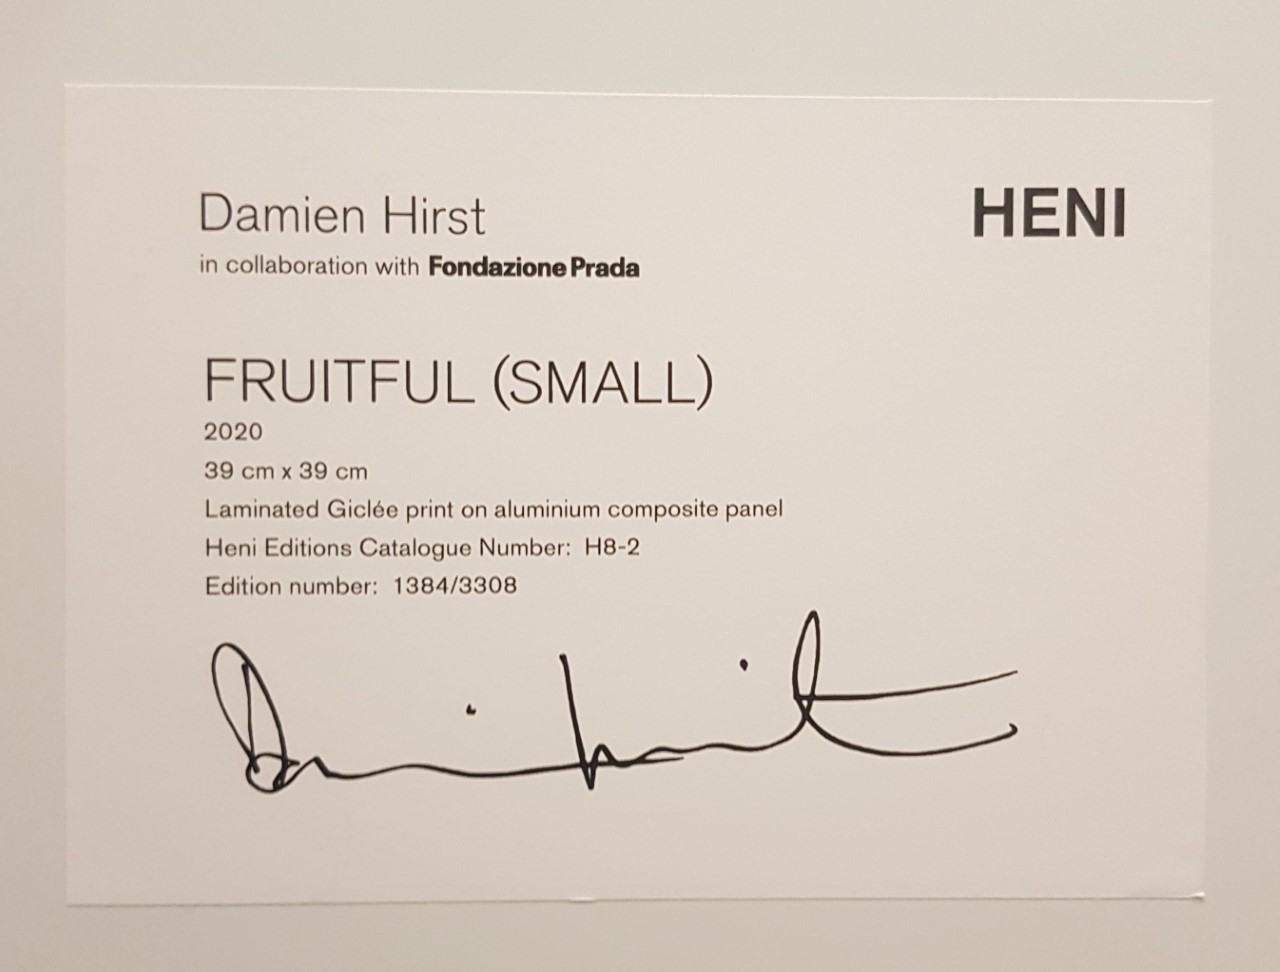 Damien Hirst
HENI
in collaboration with Fondazione Prada
FRUITFUL (SMALL)
2020
39 cm x 39 cm
Laminated Giclée print on aluminium composite panel
Heni Editions Catalogue Number: H8-2
Edition number: 1384/3308